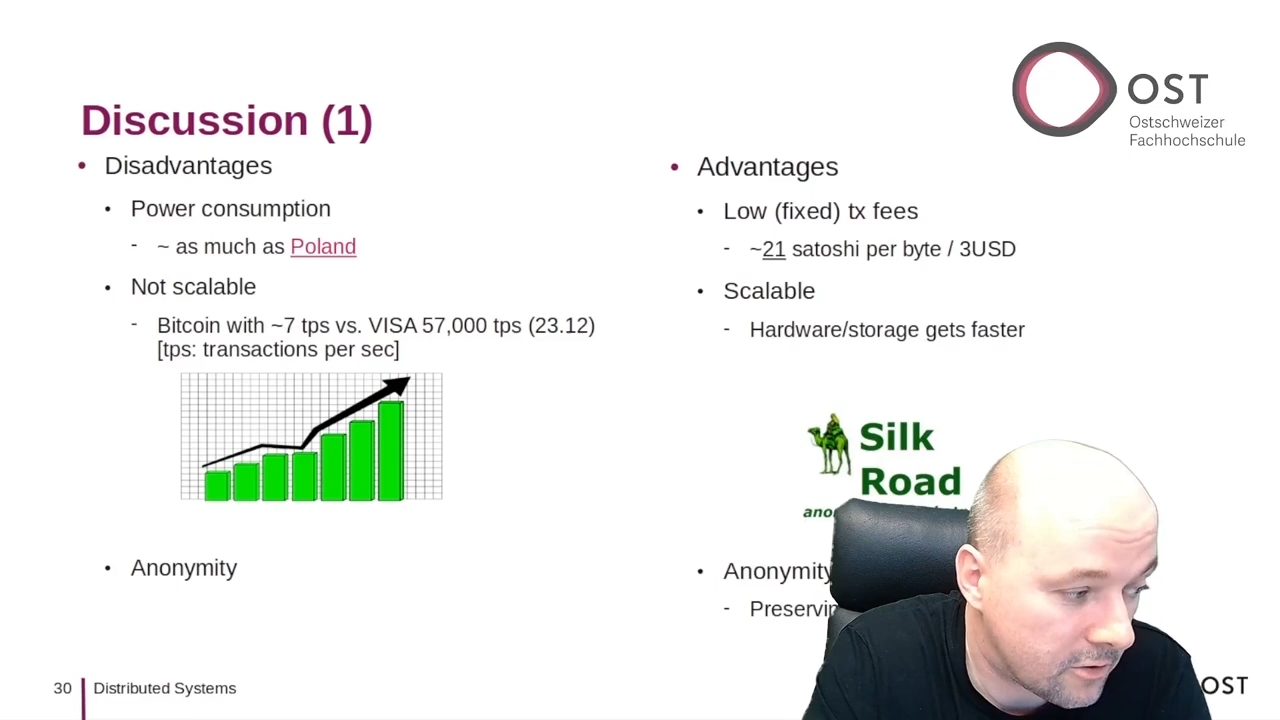 OST
Ostschweizer
Fachhochschule
Discussion (1)
• Disadvantages
• Power consumption
- ~ as much as Poland
• Not scalable
- Bitcoin with ~7 tps vs. VISA 57,000 tps (23.12)
[tps: transactions per sec]
• Anonymity
• Advantages
• Low (fixed) tx fees
- ~21 satoshi per byte / 3USD
• Scalable
- Hardware/storage gets faster
Silk
Road
• Anonymity
30 Distributed Systems
OST